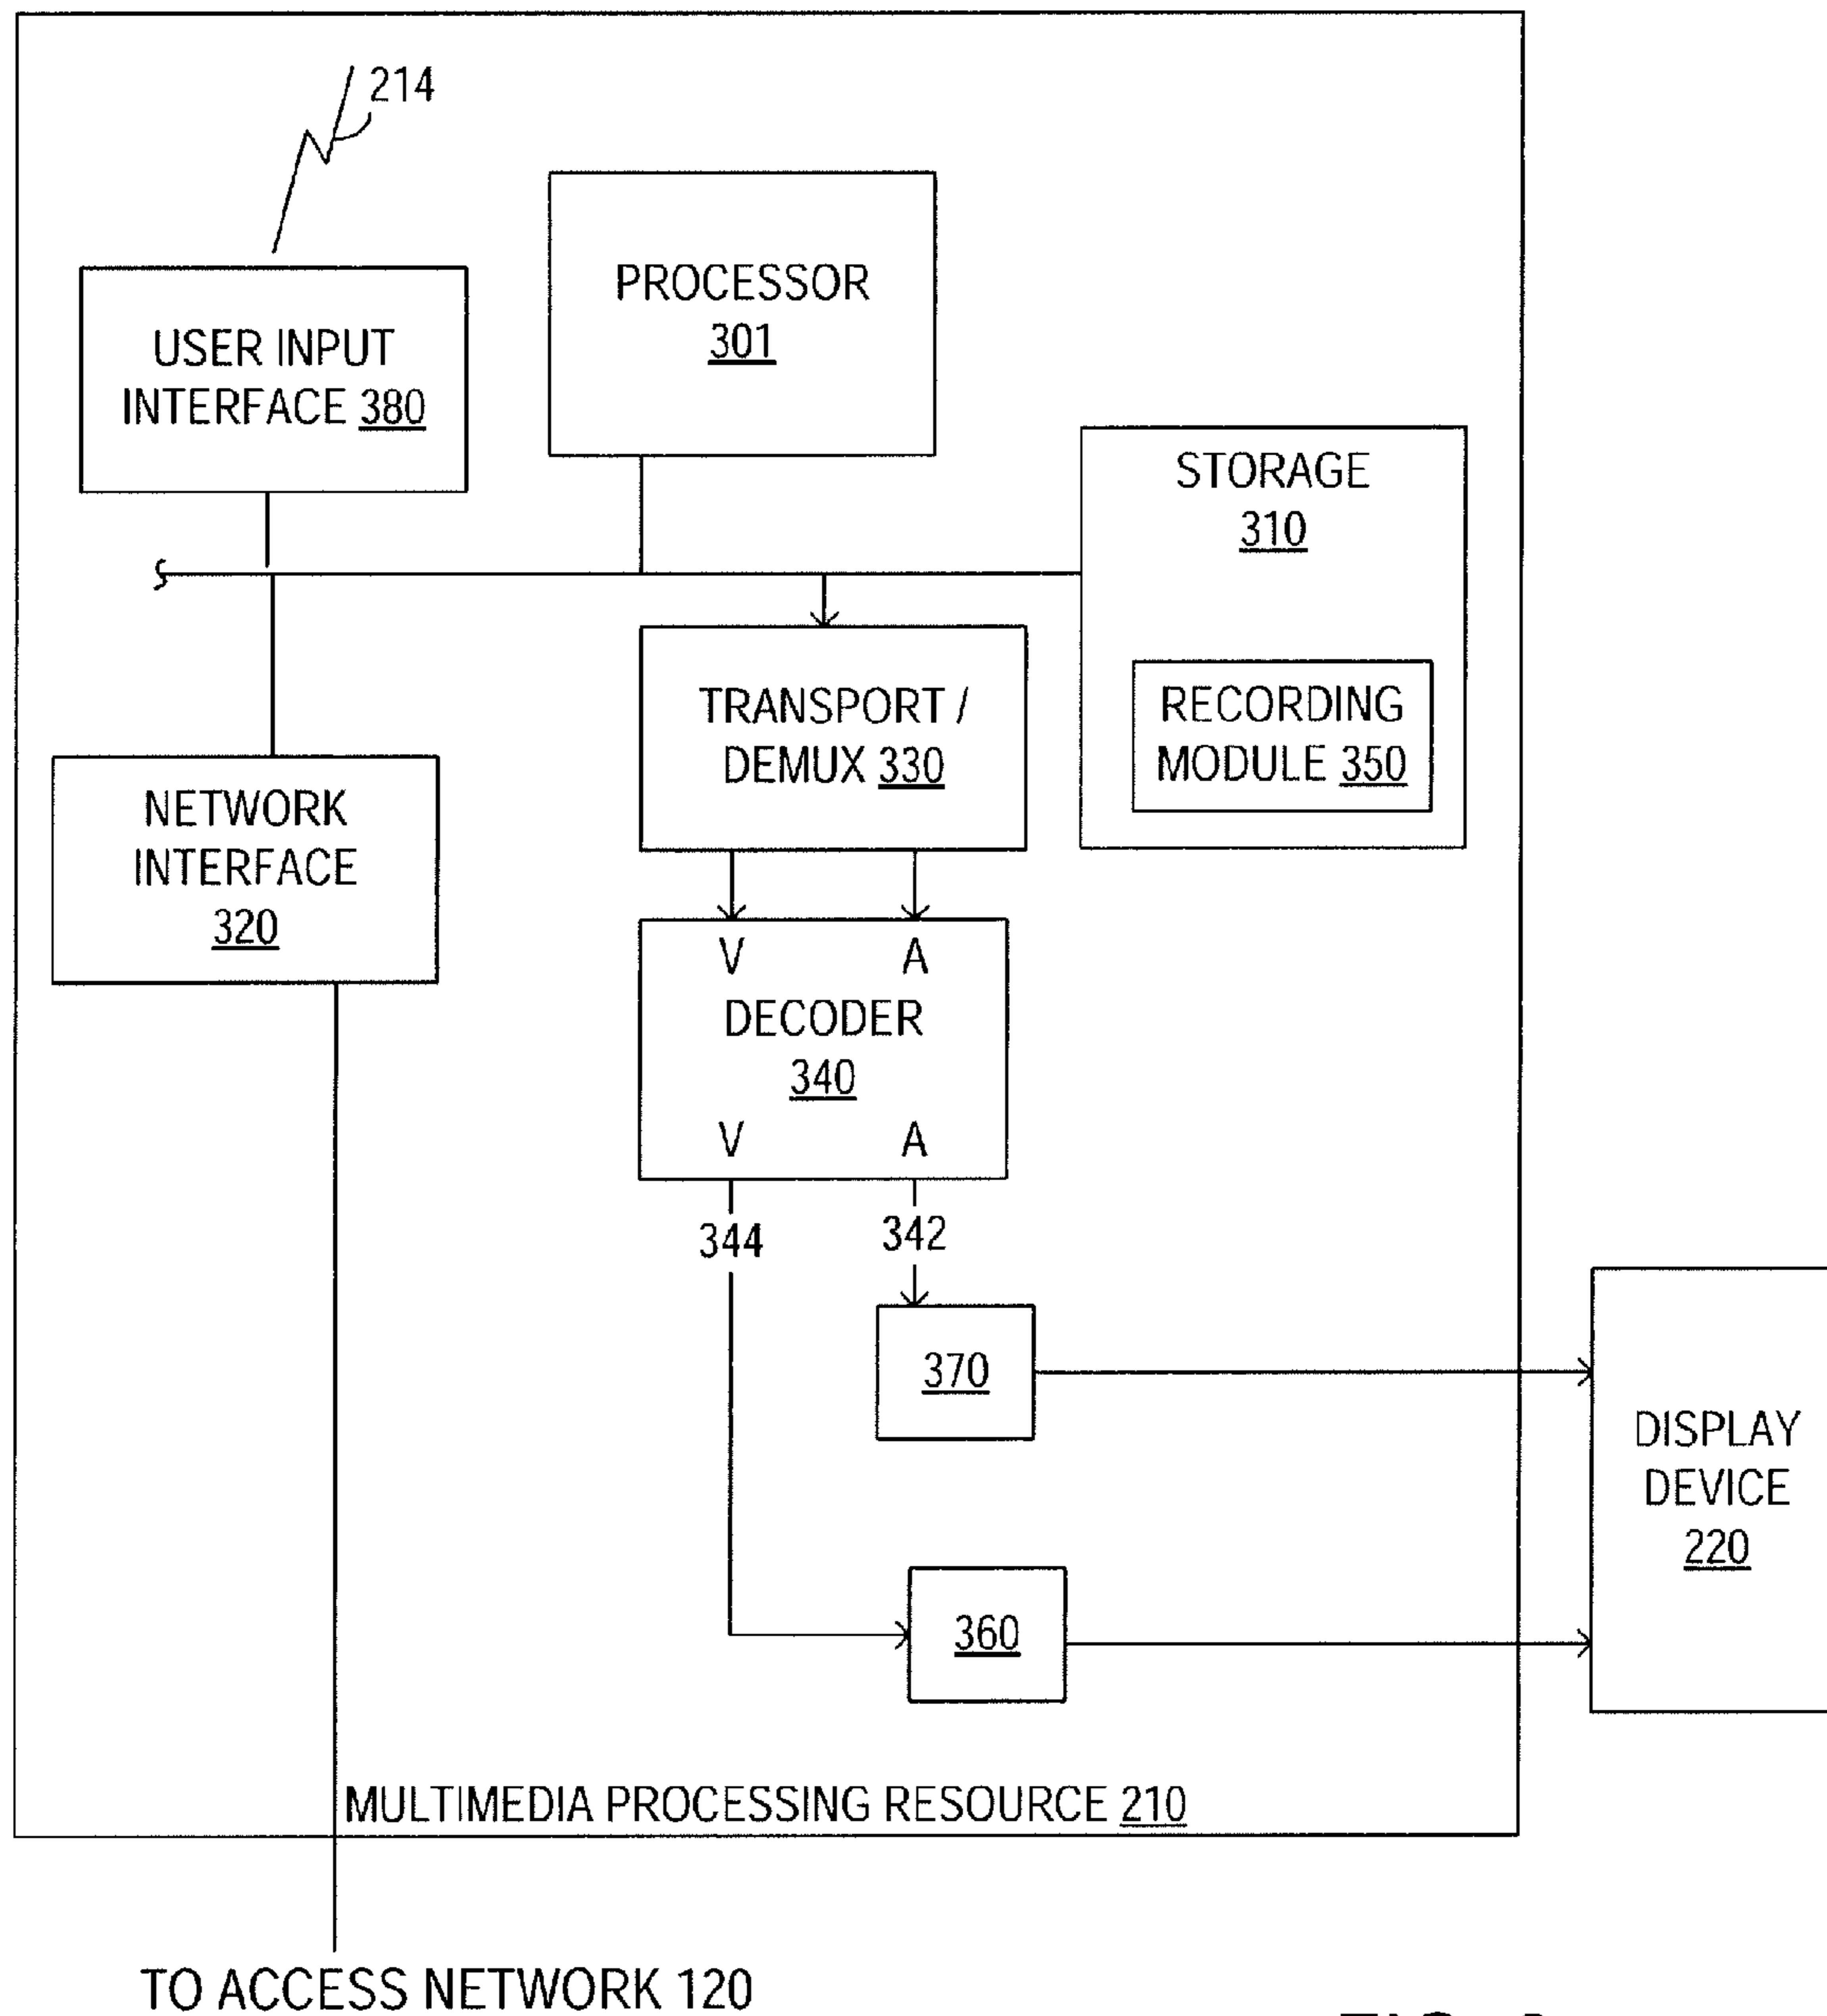 214
PROCESSOR
301
USER INPUT
INTERFACE 380
STORAGE
310
RECORDING
MODULE 350
TRANSPORT /
DEMUX 330
NETWORK
INTERFACE
320
V A
DECODER
340
V A
344 342
370
DISPLAY
DEVICE
220
360
MULTIMEDIA PROCESSING RESOURCE 210
TO ACCESS NETWORK 120